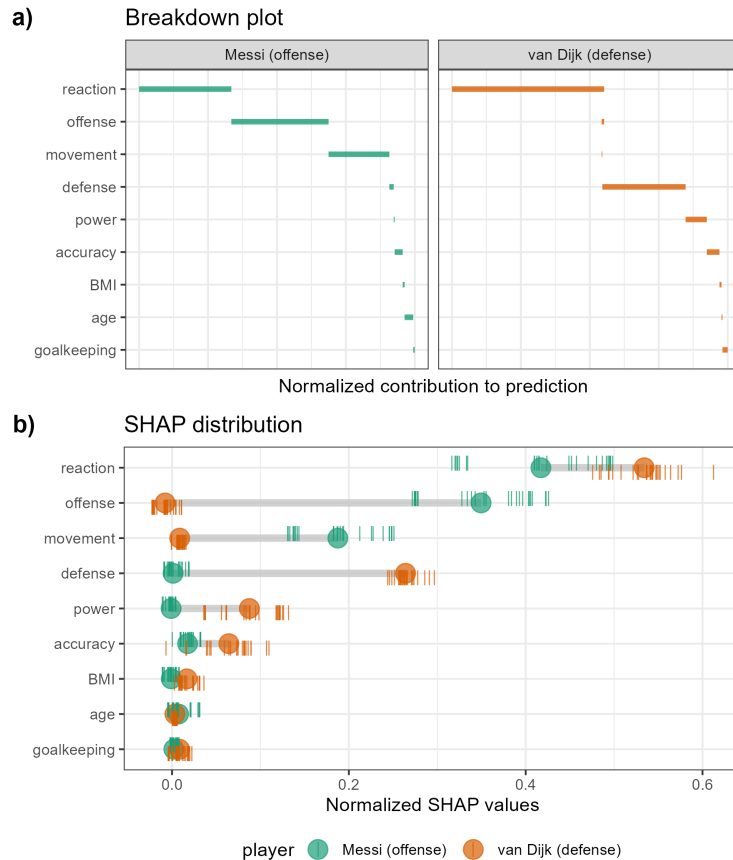 a)
Breakdown plot
Messi (offense)
van Dijk (defense)
reaction
offense
movement
defense
power
accuracy
BMI
age
goalkeeping
Normalized contribution to prediction
b)
SHAP distribution
reaction
offense
movement
defense
power
accuracy
BMI
age
goalkeeping
0.0 0.2 0.4 0.6
Normalized SHAP values
player Messi (offense) van Dijk (defense)